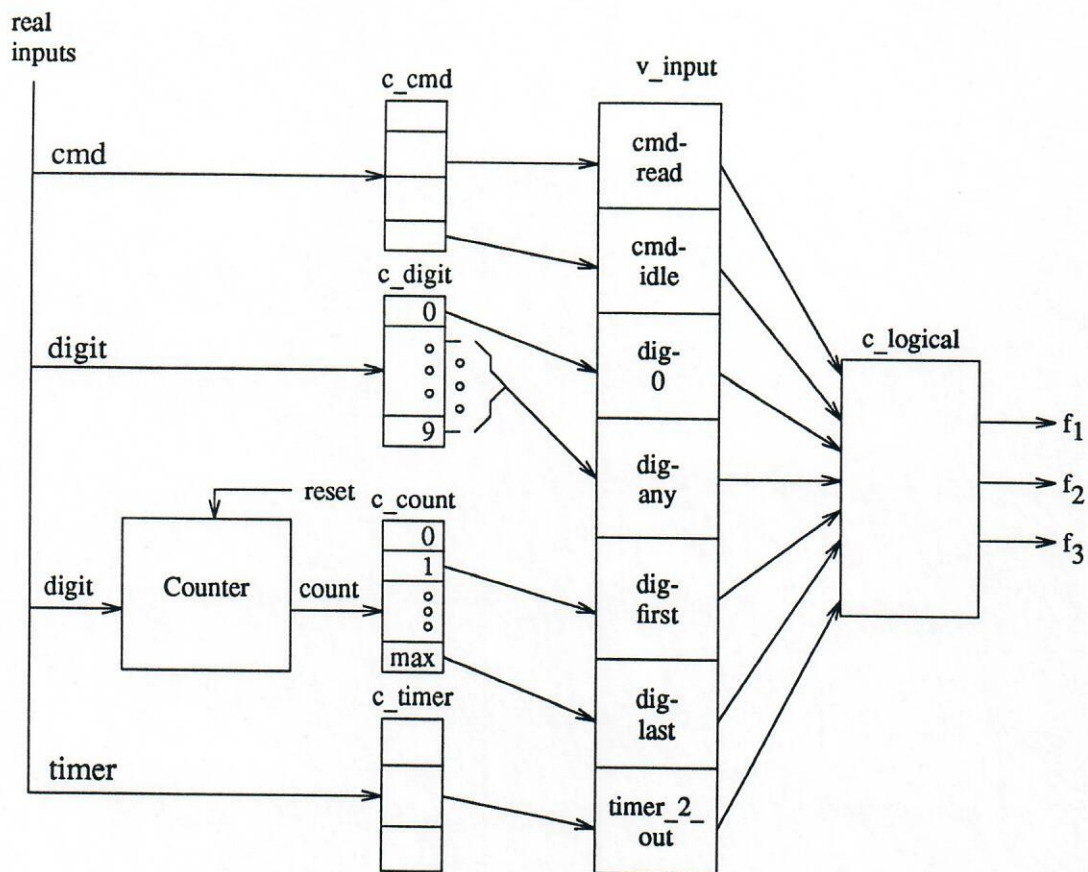 real
inputs
v_input
c_cmd
cmd
cmd-
read
cmd-
idle
c_digit
0
digit
9
dig-
0
c_logical
dig-
any
f1
f2
f3
reset
c_count
0
1
max
digit
Counter
count
dig-
first
dig-
last
c_timer
timer
timer_2_
out